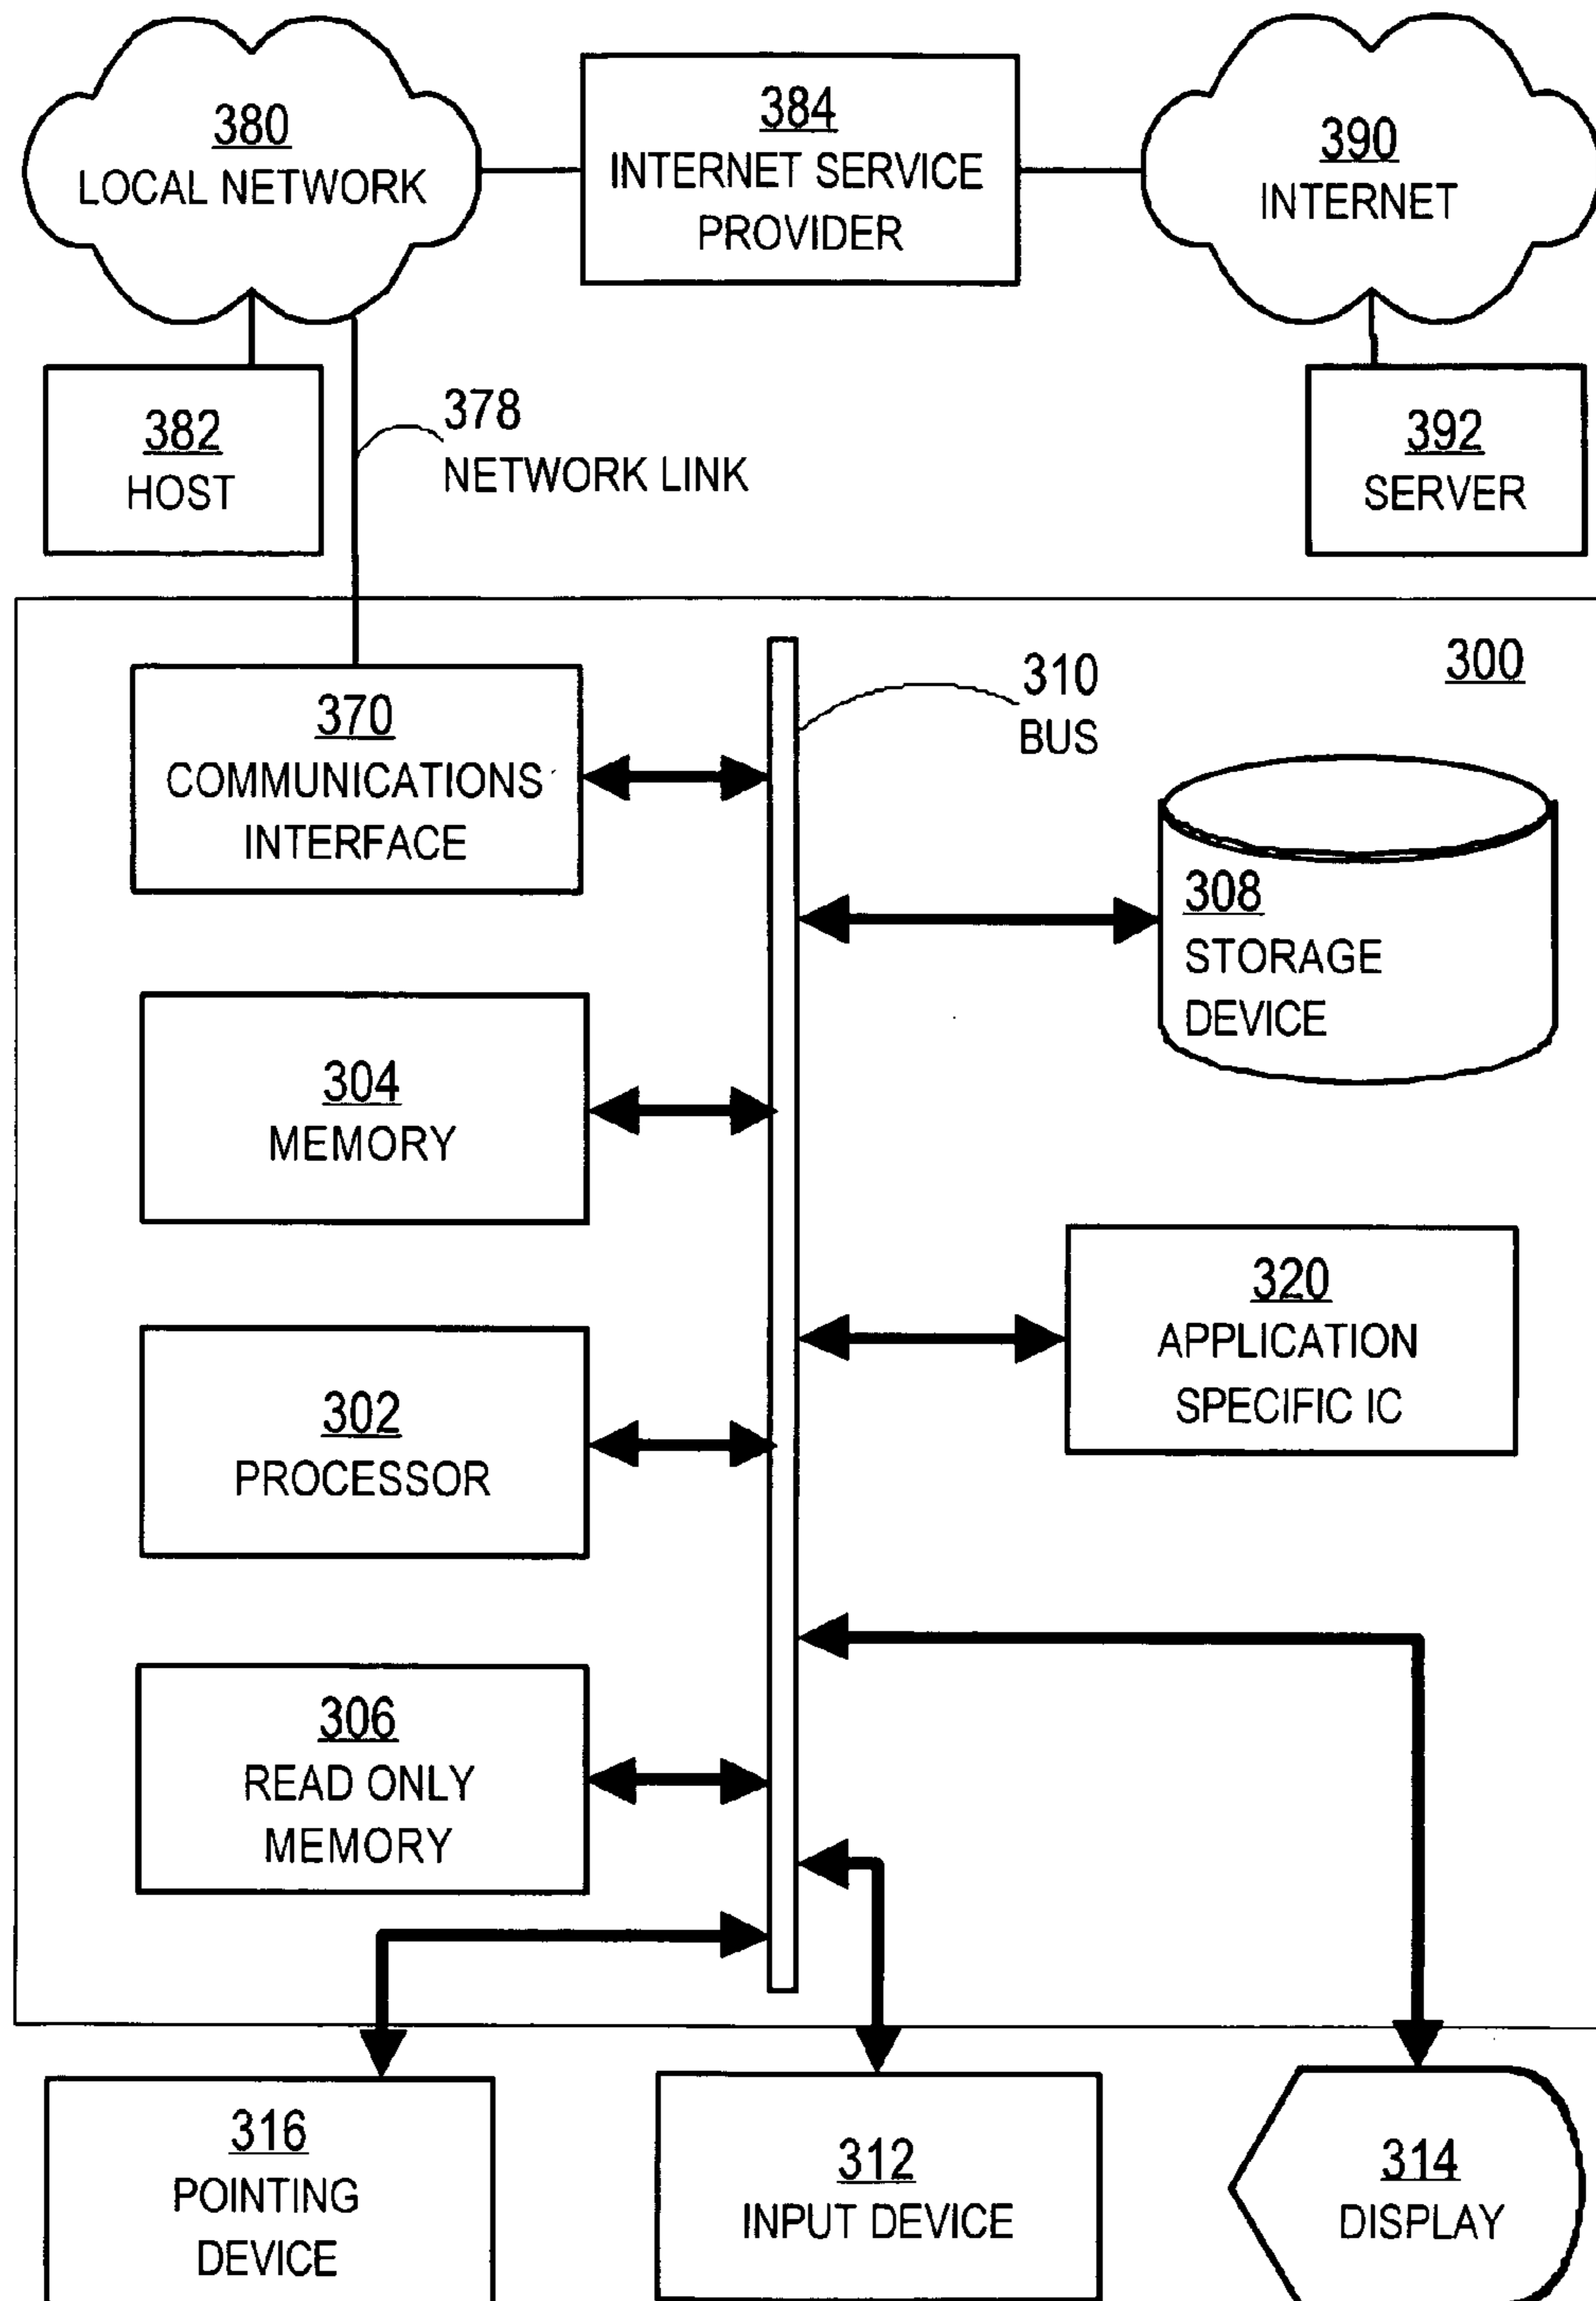 380
LOCAL NETWORK
384
INTERNET SERVICE
PROVIDER
390
INTERNET
382
HOST
378
NETWORK LINK
392
SERVER
300
370
COMMUNICATIONS
INTERFACE
310
BUS
308
STORAGE
DEVICE
304
MEMORY
320
APPLICATION
SPECIFIC IC
302
PROCESSOR
306
READ ONLY
MEMORY
316
POINTING
DEVICE
312
INPUT DEVICE
314
DISPLAY